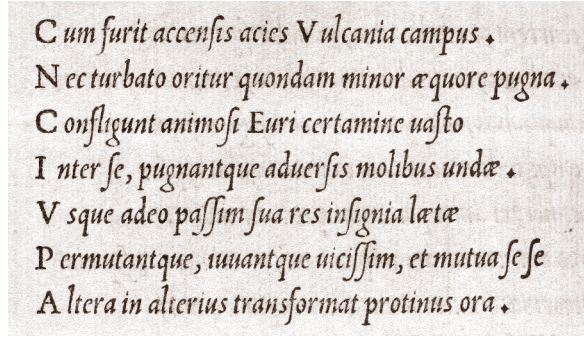 Cum furit accenſis acies Vulcania campus.
Nec turbato oritur quondam minor æquore pugna.
Confligunt animoſi Euri certamine uaſto
Inter ſe, pugnantque aduerſis molibus undæ.
Vsque adeo paſſim ſua res inſignia lætæ
Permutantque, iuuantque uiciſſim, et mutua ſe ſe
Altera in alterius transformat protinus ora.